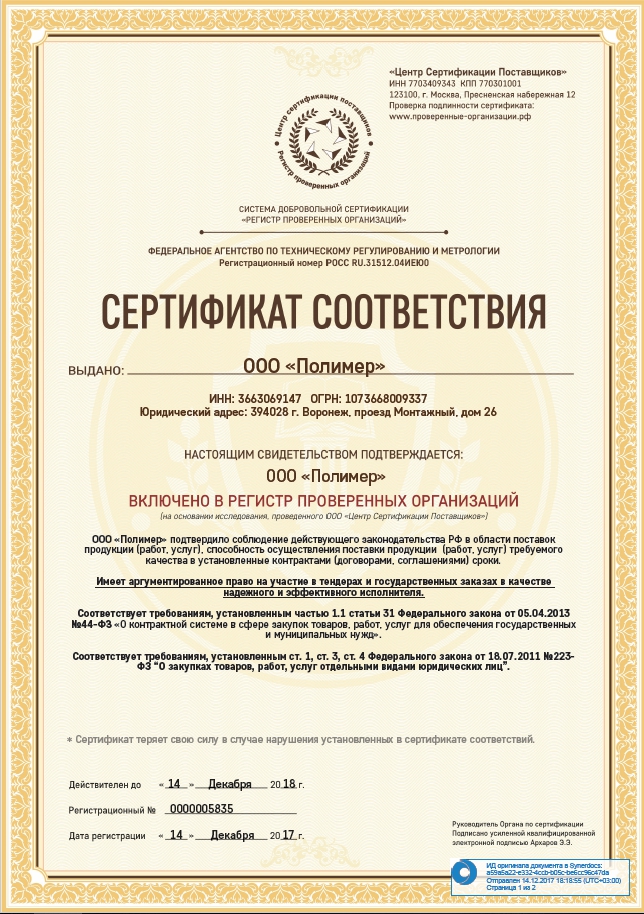 «Центр Сертификации Поставщиков»
ИНН 7703409343 КПП 770301001
123100, г. Москва, Пресненская набережная 12
Проверка подлинности сертификата:
www.проверенные-организации.рф
Центр сертификации поставщиков
Регистр проверенных организаций
СИСТЕМА ДОБРОВОЛЬНОЙ СЕРТИФИКАЦИИ
«РЕГИСТР ПРОВЕРЕННЫХ ОРГАНИЗАЦИЙ»
ФЕДЕРАЛЬНОЕ АГЕНТСТВО ПО ТЕХНИЧЕСКОМУ РЕГУЛИРОВАНИЮ И МЕТРОЛОГИИ
Регистрационный номер РОСС RU.31512.04ИЕЮ0
СЕРТИФИКАТ СООТВЕТСТВИЯ
ВЫДАНО: ООО «Полимер»
ИНН: 3663069147 ОГРН: 1073668009337
Юридический адрес: 394028 г. Воронеж, проезд Монтажный, дом 26
НАСТОЯЩИМ СВИДЕТЕЛЬСТВОМ ПОДТВЕРЖДАЕТСЯ:
ООО «Полимер»
ВКЛЮЧЕНО В РЕГИСТР ПРОВЕРЕННЫХ ОРГАНИЗАЦИЙ
(на основании исследования, проведенного ООО «Центр Сертификации Поставщиков»)
ООО «Полимер» подтвердило соблюдение действующего законодательства РФ в области поставок
продукции (работ, услуг), способность осуществления поставки продукции (работ, услуг) требуемого
качества в установленные контрактами (договорами, соглашениями) сроки.
Имеет аргументированное право на участие в тендерах и государственных заказах в качестве
надежного и эффективного исполнителя.
Соответствует требованиям, установленным частью 1.1 статьи 31 Федерального закона от 05.04.2013
№44-ФЗ «О контрактной системе в сфере закупок товаров, работ, услуг для обеспечения государственных
и муниципальных нужд».
Соответствует требованиям, установленным ст. 1, ст. 3, ст. 4 Федерального закона от 18.07.2011 №223-
ФЗ “О закупках товаров, работ, услуг отдельными видами юридических лиц”.
* Сертификат теряет свою силу в случае нарушения установленных в сертификате соответствий.
Действителен до « 14 » Декабря 20 18 г.
Регистрационный № 0000005835
Дата регистрации « 14 » Декабря 20 17 г.
Руководитель Органа по сертификации
Подписано усиленной квалифицированной
электронной подписью Архаров Э.Э.
ИД оригинала документа в Synerdocs:
a59a5a22-e332-4ccb-b05c-be6cc96c47da
Отправлен 14.12.2017 18:18:55 (UTC+03:00)
Страница 1 из 2